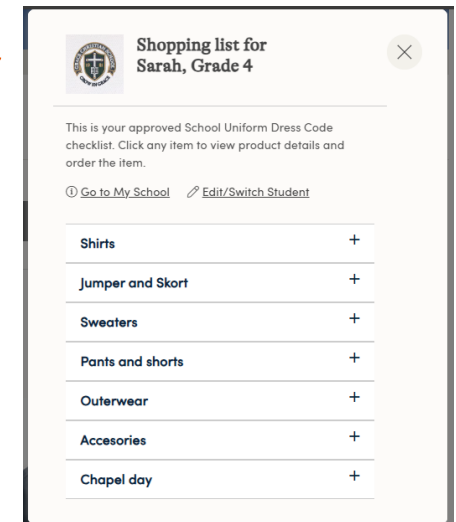 Shopping list for
Sarah, Grade 4
This is your approved School Uniform Dress Code
checklist. Click any item to view product details and
order the item.
Go to My School Edit/Switch Student
Shirts +
Jumper and Skort +
Sweaters +
Pants and shorts +
Outerwear +
Accesories +
Chapel day +